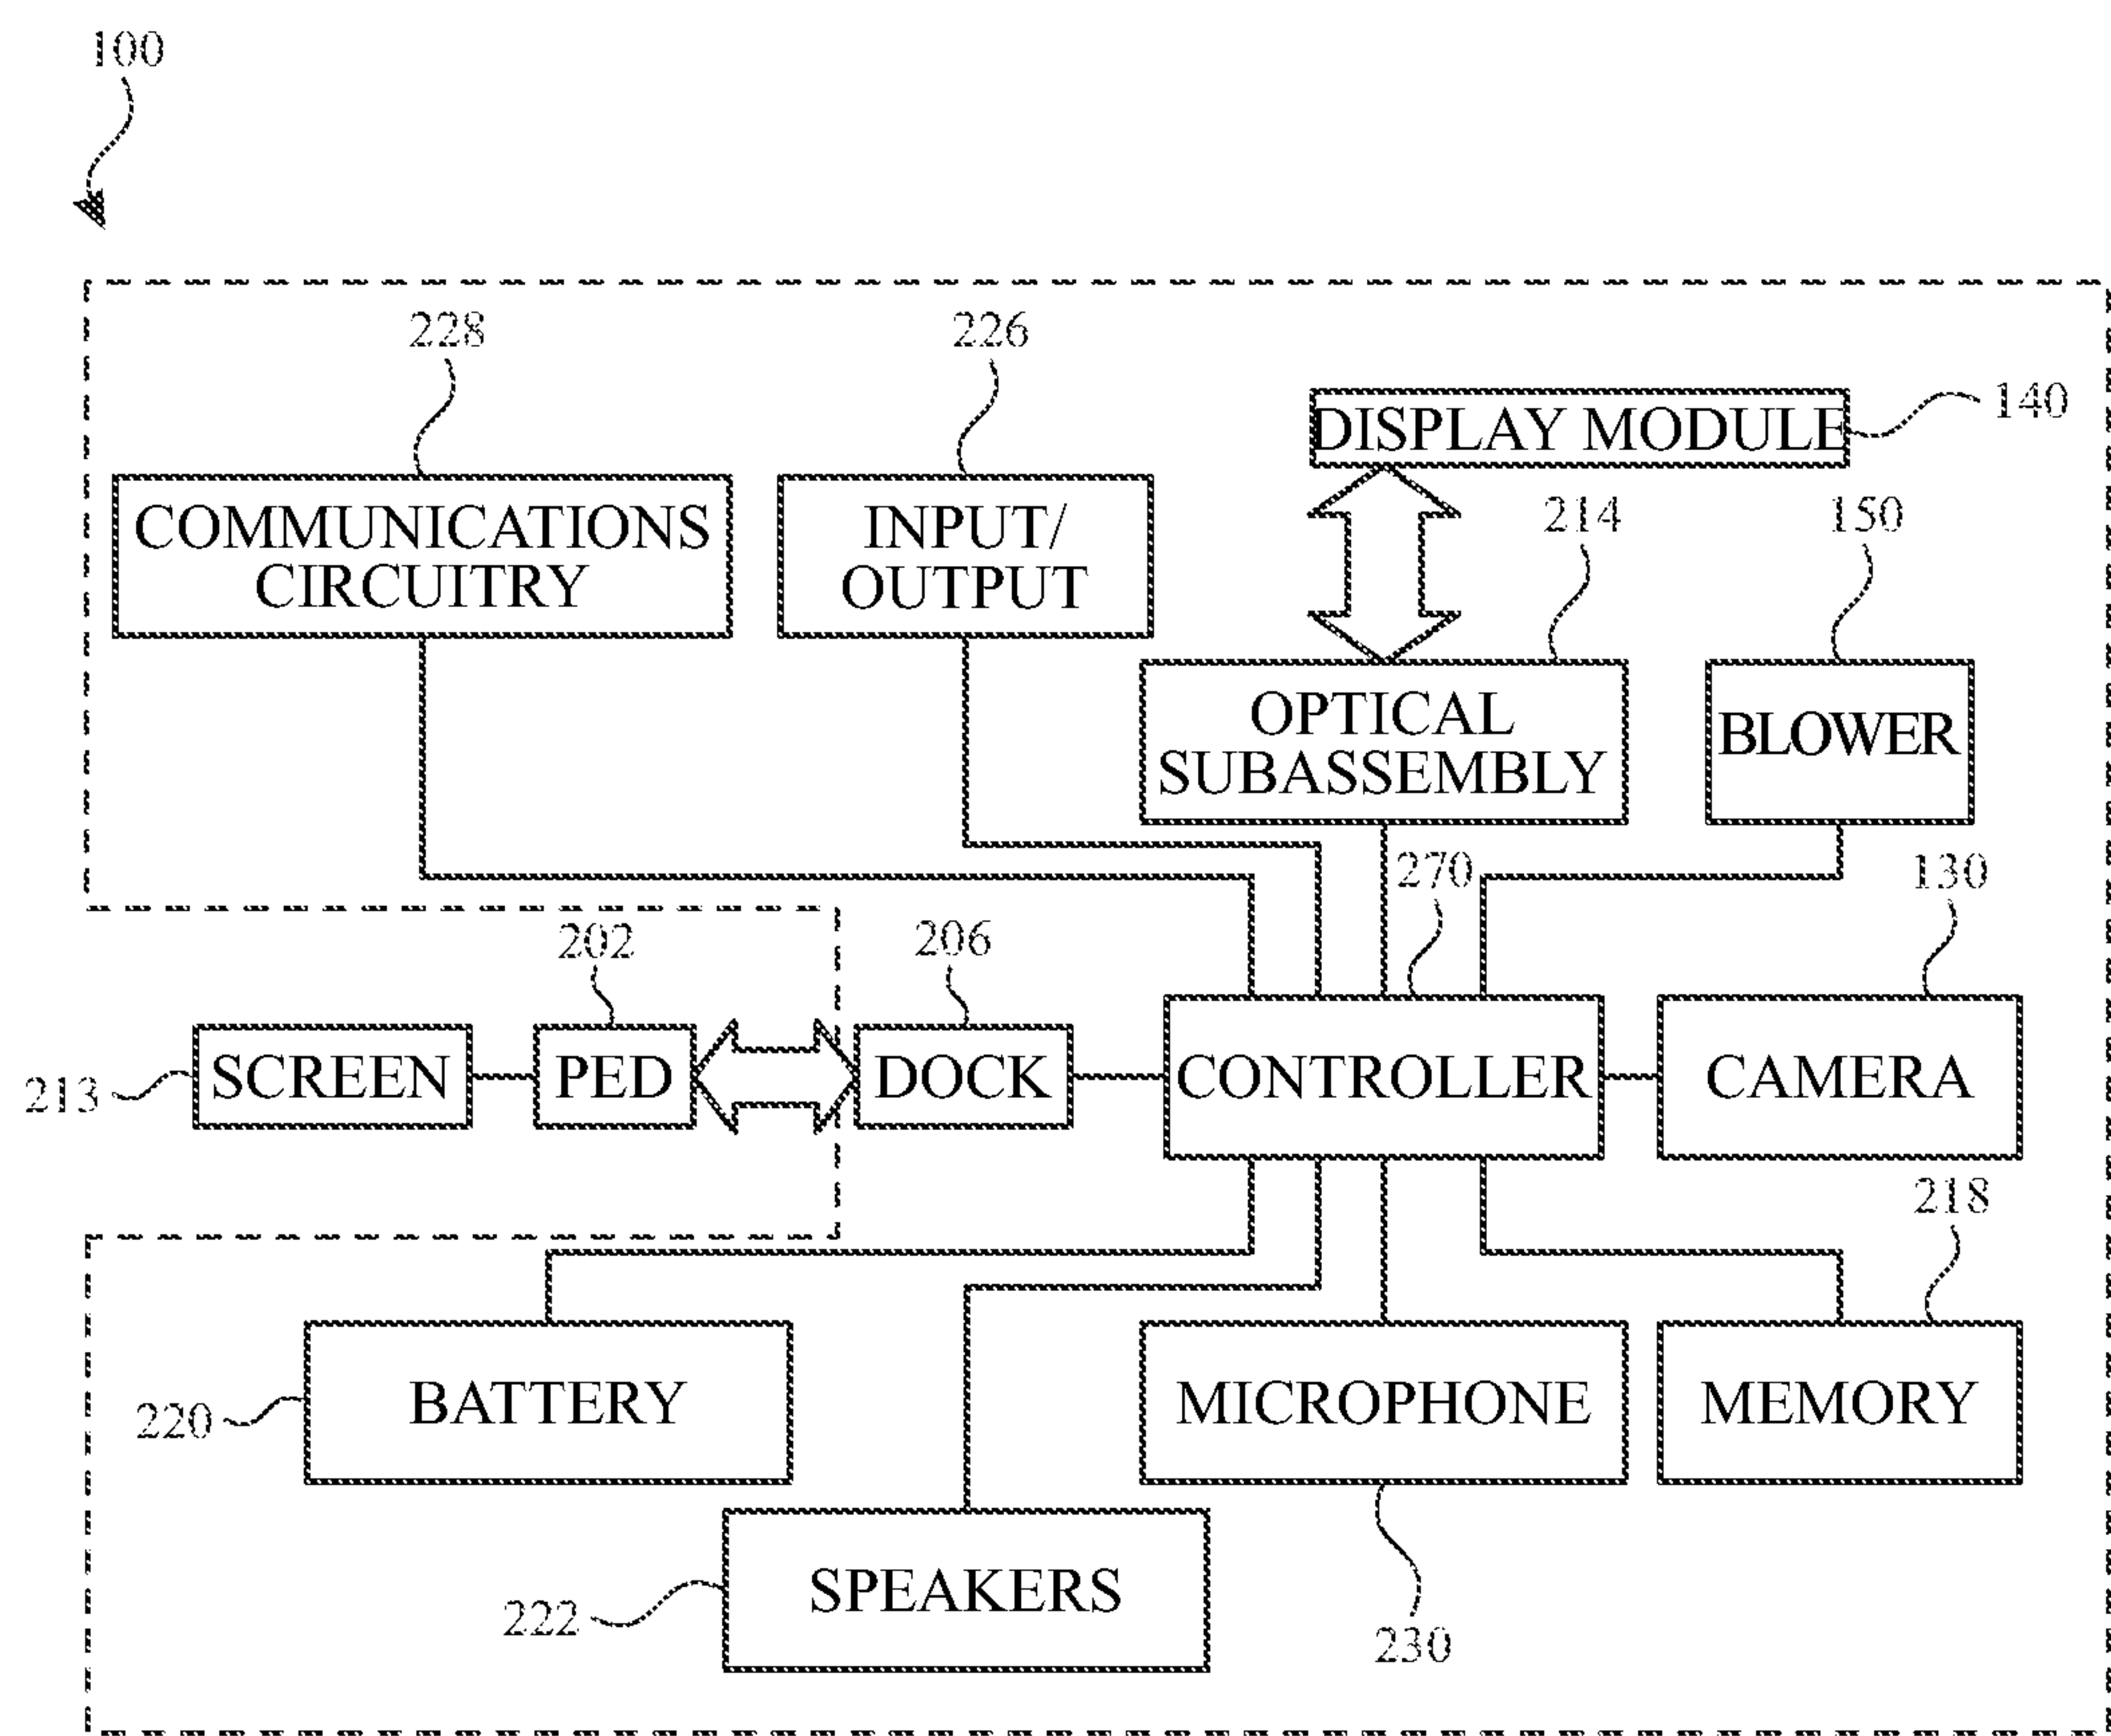 100
228
226
DISPLAY MODULE
140
COMMUNICATIONS
CIRCUITRY
INPUT/
OUTPUT
214
150
OPTICAL
SUBASSEMBLY
BLOWER
270
130
202
206
SCREEN
PED
DOCK
CONTROLLER
CAMERA
213
218
BATTERY
MICROPHONE
MEMORY
220
SPEAKERS
222
230